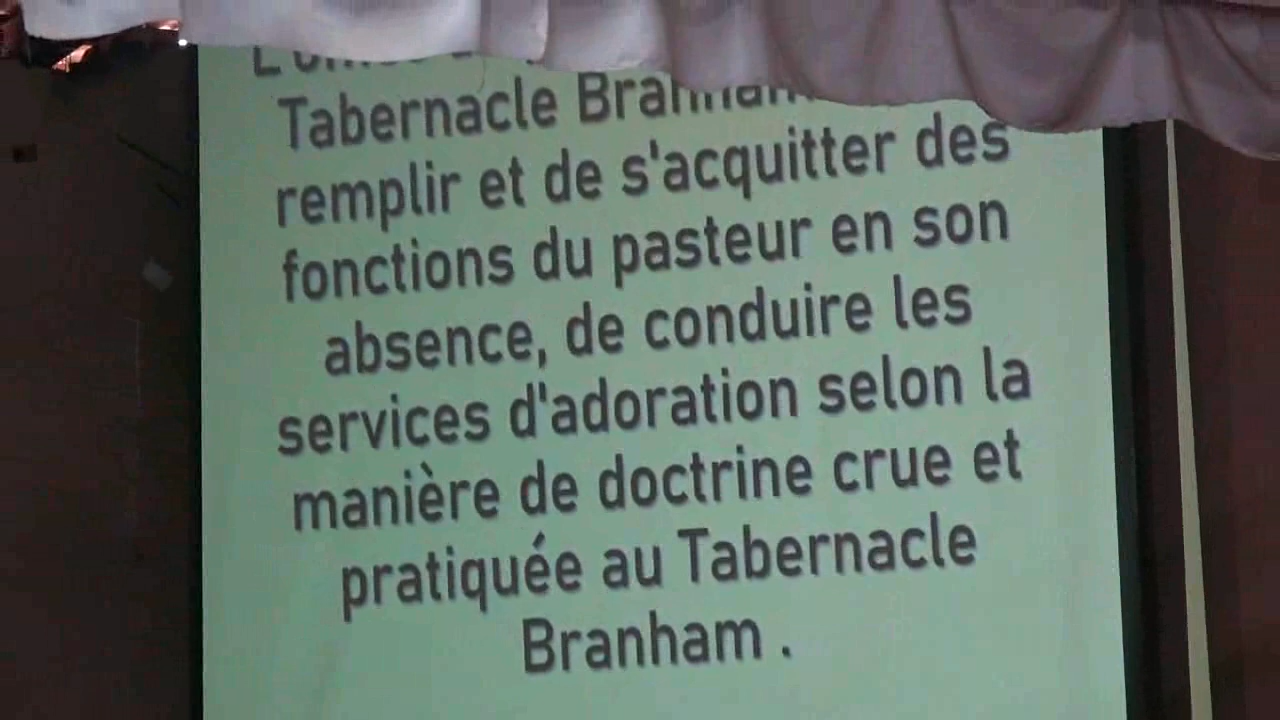 Tabernacle Branham
remplir et de s'acquitter des
fonctions du pasteur en son
absence, de conduire les
services d'adoration selon la
manière de doctrine crue et
pratiquée au Tabernacle
Branham .